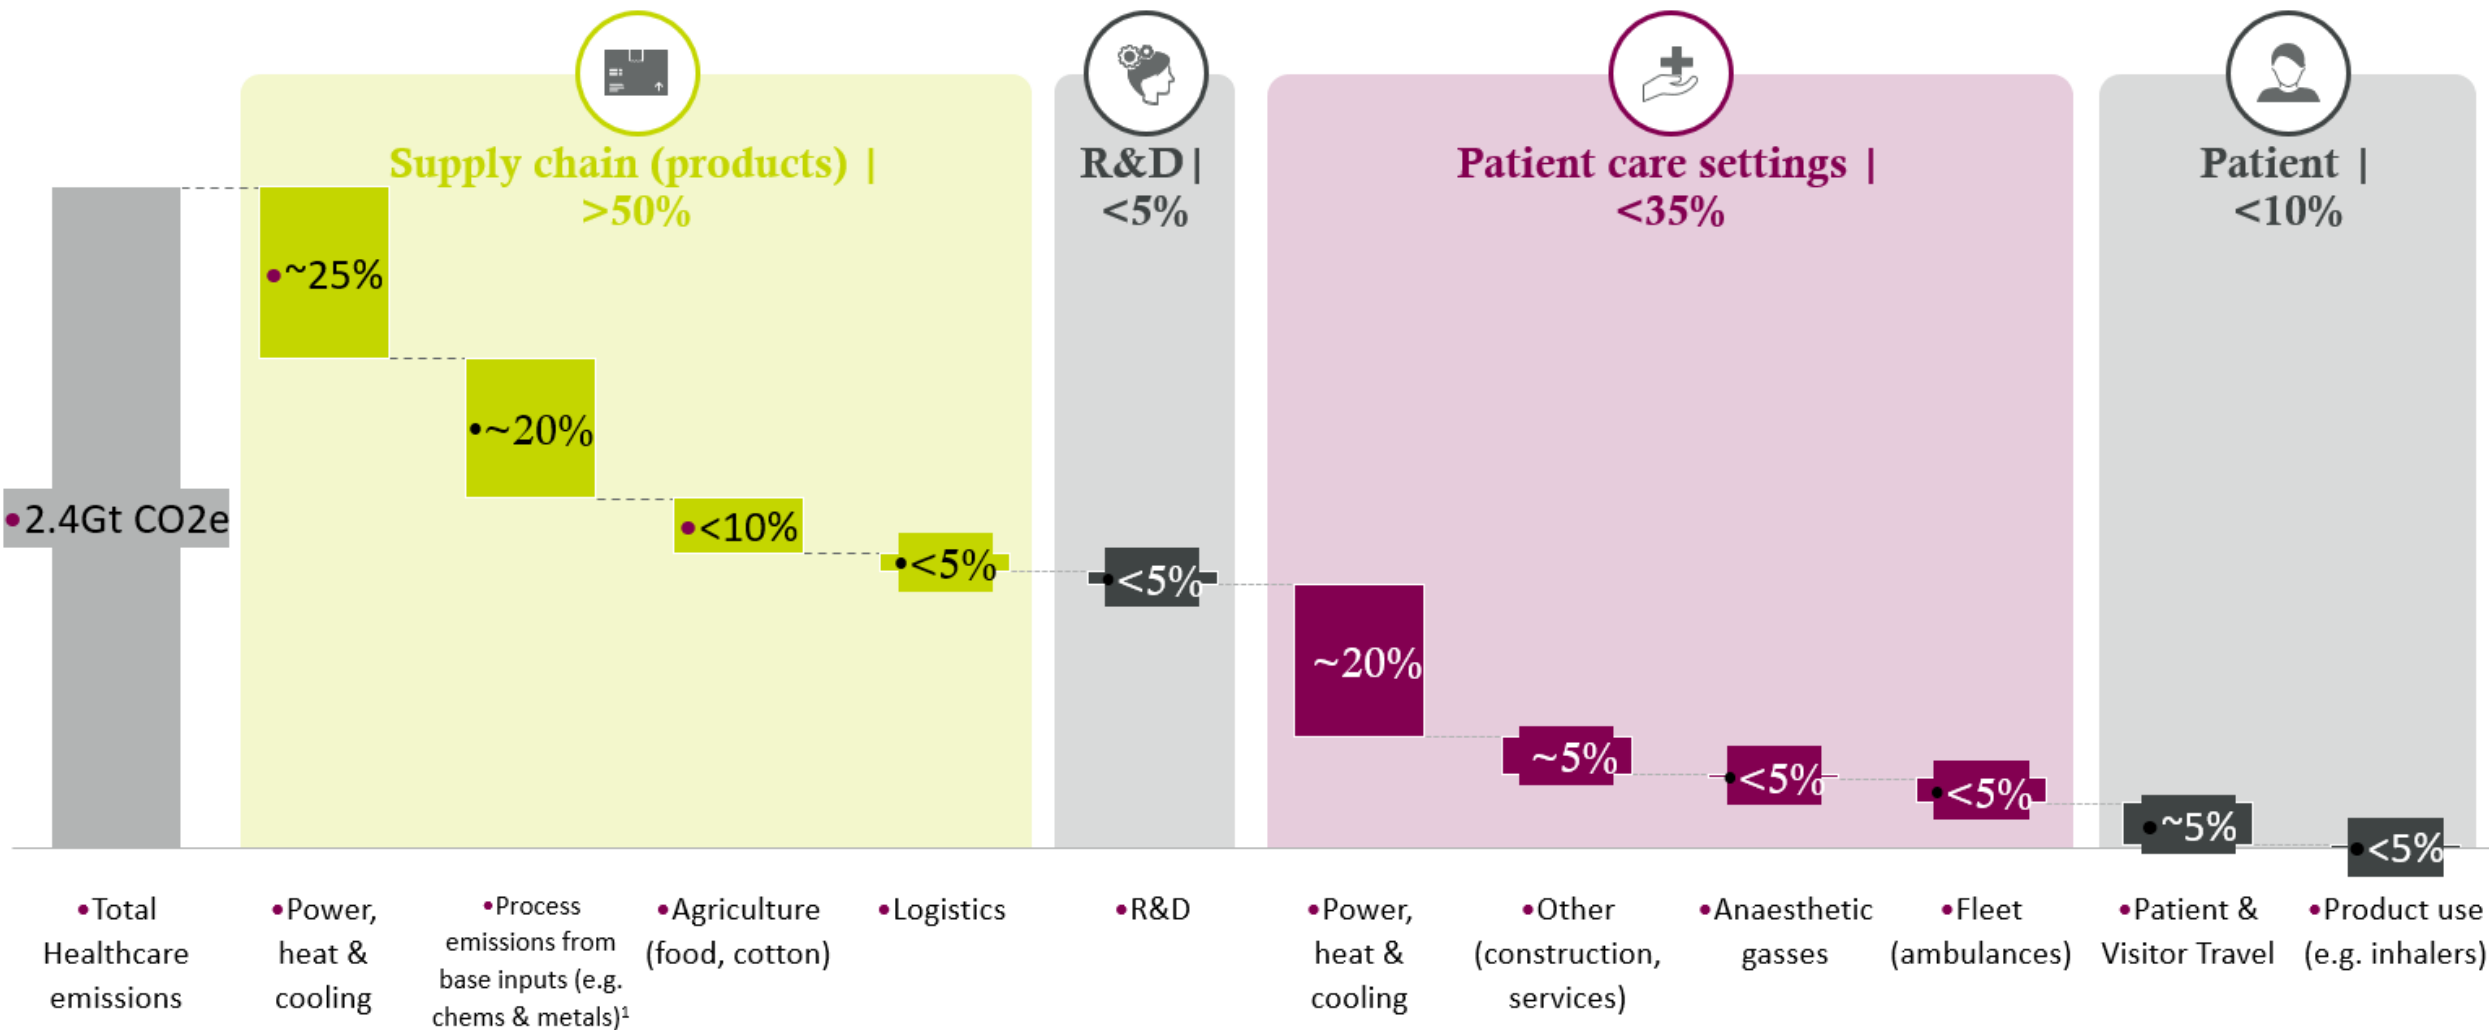 Supply chain (products) |
>50%
R&D|
<5%
Patient care settings |
<35%
Patient |
<10%
•2.4Gt CO2e
•~25%
•~20%
•<10%
•<5%
•<5%
~20%
~5%
•<5%
•<5%
•~5%
•<5%
•Total
Healthcare
emissions
•Power,
heat &
cooling
•Process
emissions from
base inputs (e.g.
chems & metals)¹
•Agriculture
(food, cotton)
•Logistics
•R&D
•Power,
heat &
cooling
•Other
(construction,
services)
•Anaesthetic
gasses
•Fleet
(ambulances)
•Patient &
Visitor Travel
•Product use
(e.g. inhalers)